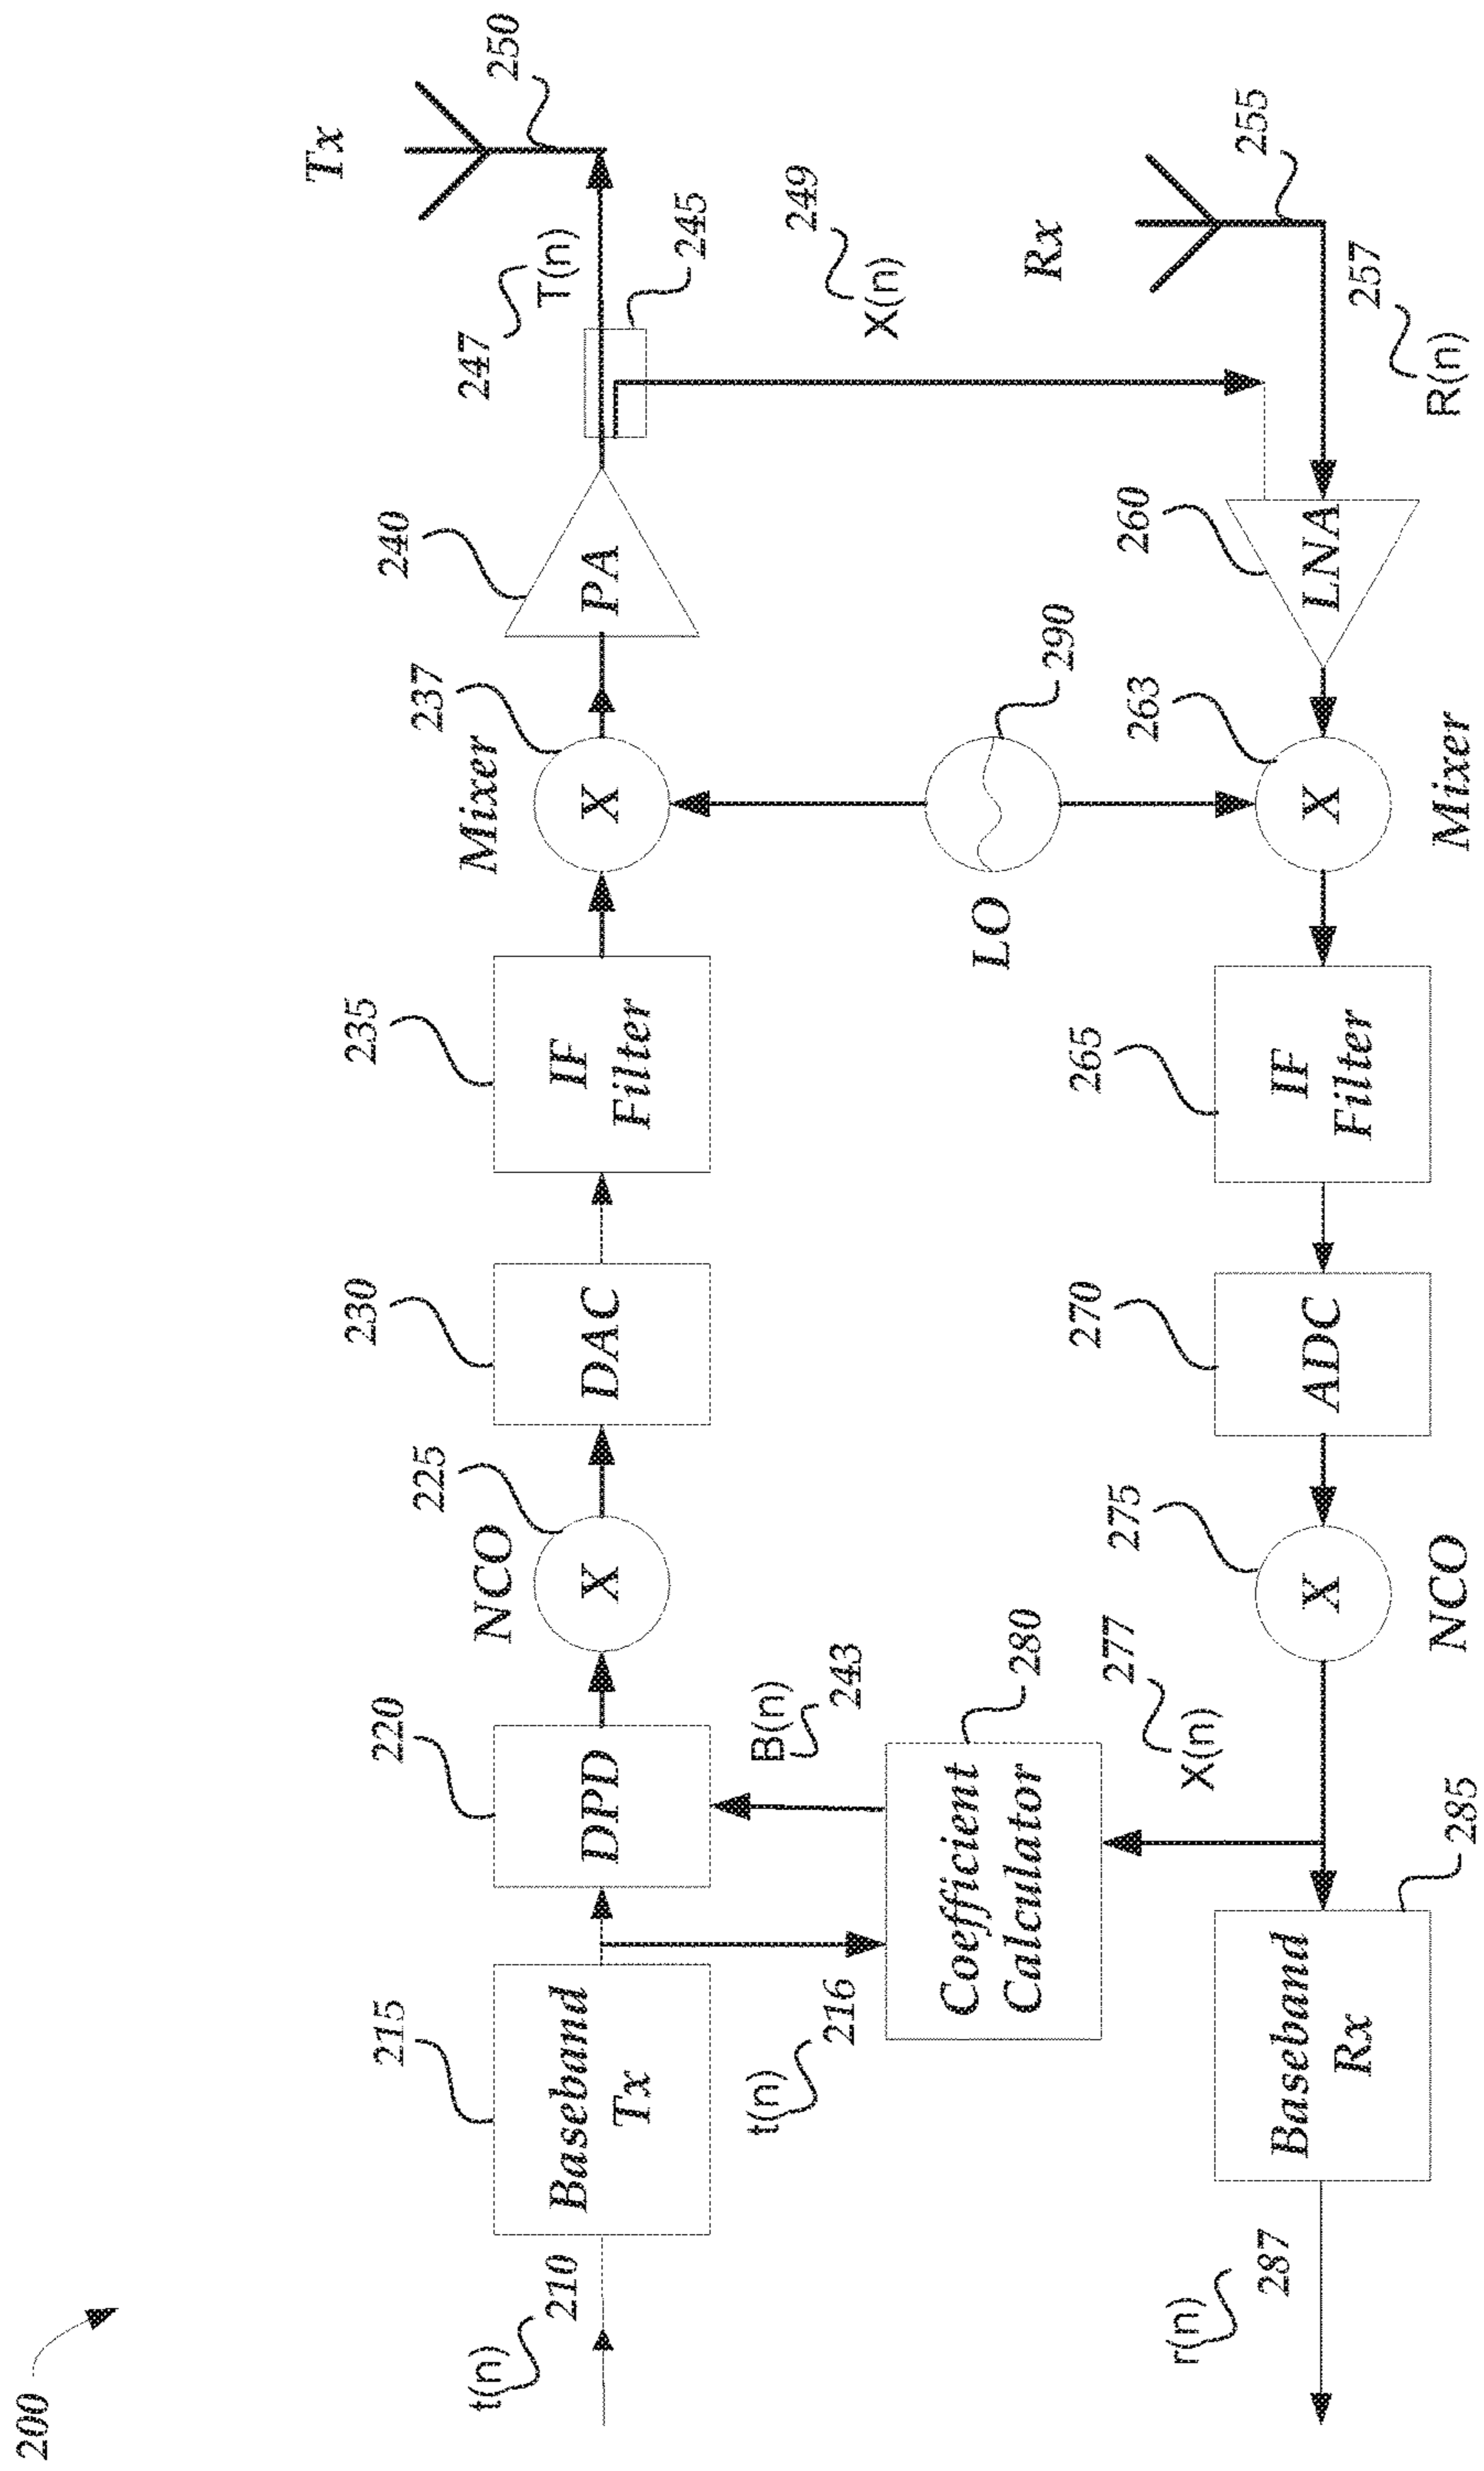 200
Tx
250
247
T(n)
245
249
X(n)
Rx
255
257
R(n)
240
PA
260
LNA
Mixer
237
X
290
LO
263
X
Mixer
235
IF
Filter
265
IF
Filter
230
DAC
270
ADC
NCO
225
X
275
X
NCO
220
DPD
B(n)
243
280
Coefficient
Calculator
277
X(n)
215
Baseband
Tx
t(n)
216
285
Baseband
Rx
t(n)
210
r(n)
287